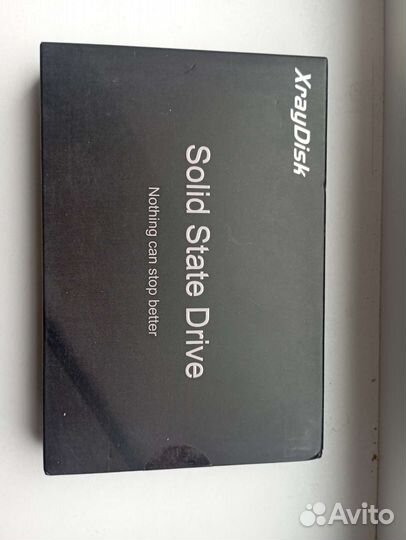 XrayDisk
Solid State Drive
Nothing can stop better
Avito